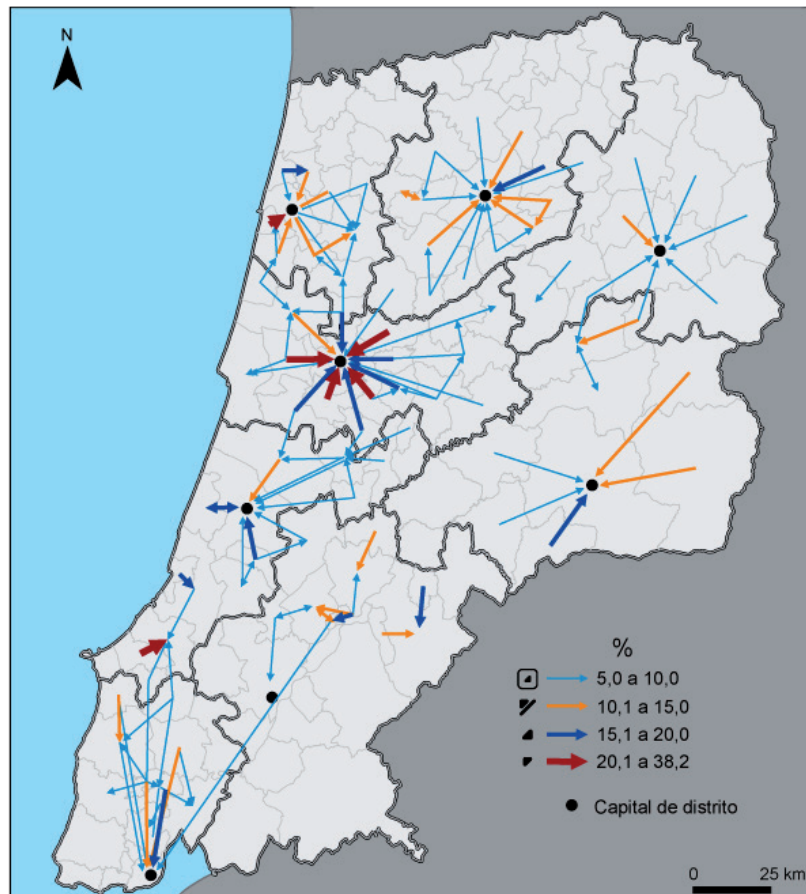 N
%
5,0 a 10,0
10,1 a 15,0
15,1 a 20,0
20,1 a 38,2
Capital de distrito
0 25 km